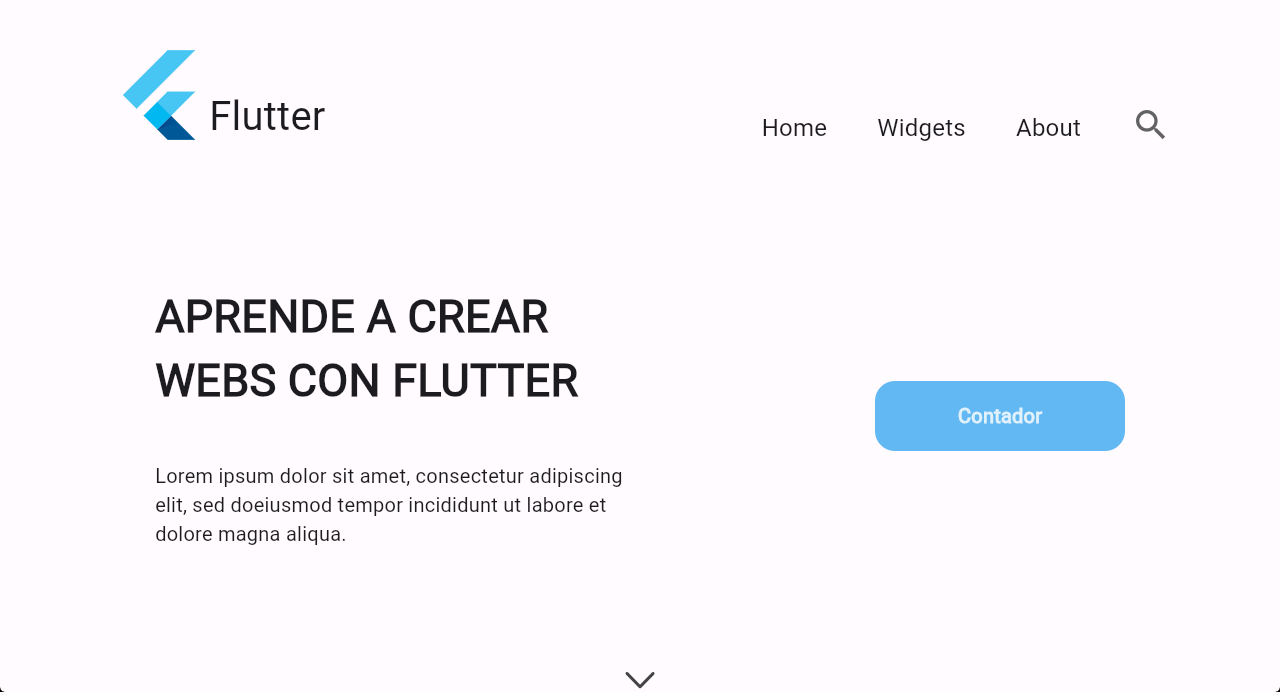 Flutter
Home Widgets About
APRENDE A CREAR
WEBS CON FLUTTER
Contador
Lorem ipsum dolor sit amet, consectetur adipiscing
elit, sed doeiusmod tempor incididunt ut labore et
dolore magna aliqua.